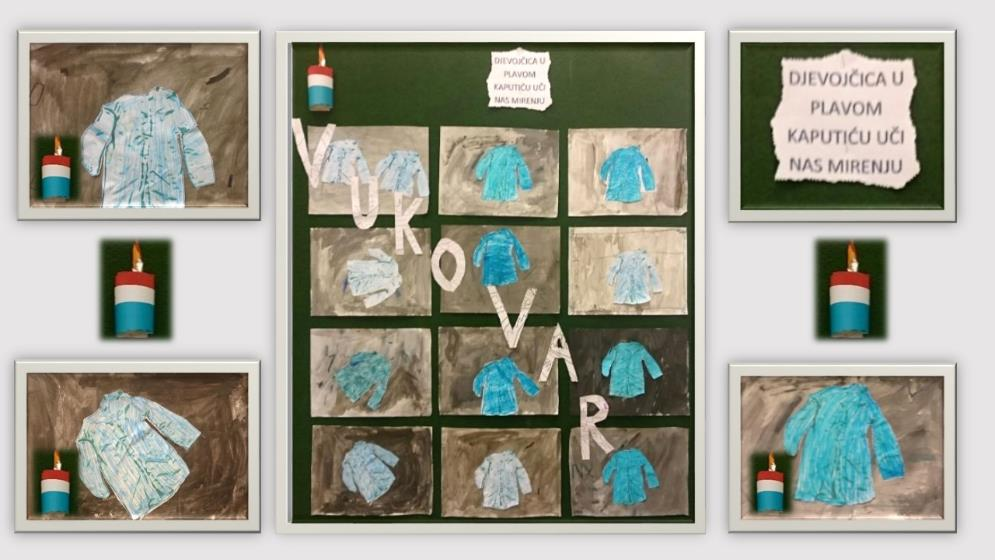 DJEVOJČICA U
PLAVOM
KAPUTIĆU UČI
NAS MIRENJU
VUKOVAR
DJEVOJČICA U
PLAVOM
KAPUTIĆU UČI
NAS MIRENJU